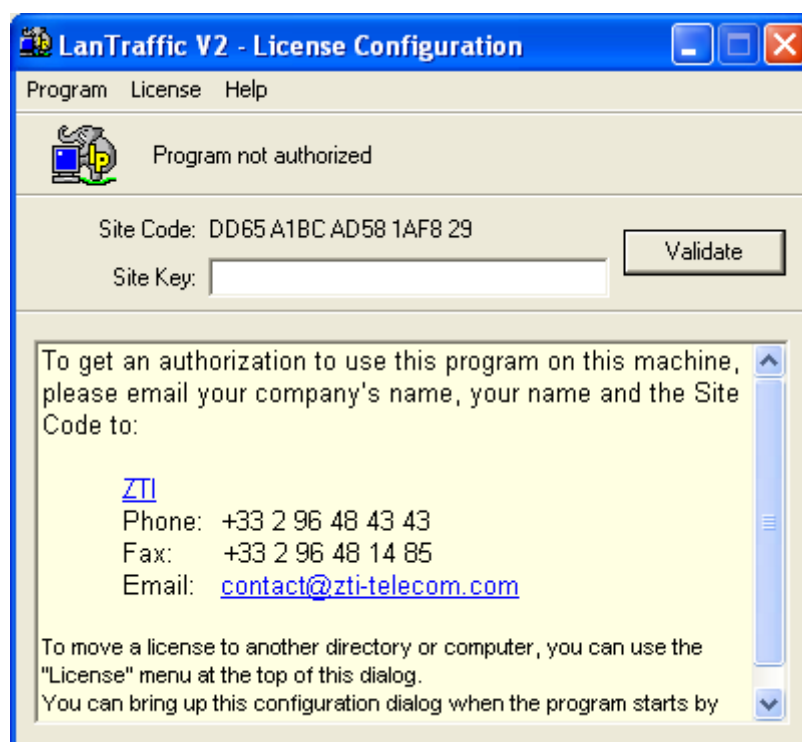 LanTraffic V2 - License Configuration
Program License Help
Program not authorized
Site Code: DD65 A1BC AD58 1AF8 29
Validate
Site Key:
To get an authorization to use this program on this machine,
please email your company's name, your name and the Site
Code to:
ZTI
Phone: +33 2 96 48 43 43
Fax: +33 2 96 48 14 85
Email: contact@zti-telecom.com
To move a license to another directory or computer, you can use the
"License" menu at the top of this dialog.
You can bring up this configuration dialog when the program starts by